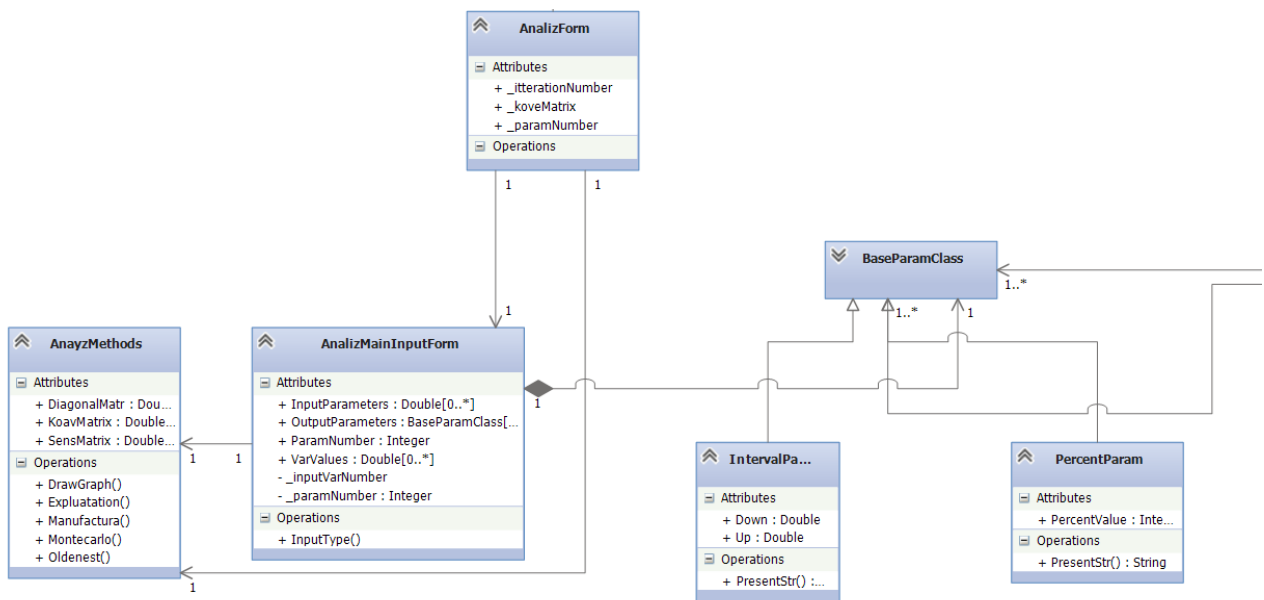 AnalizForm
Attributes
+ _itterationNumber
+ _koveMatrix
+ _paramNumber
Operations
1
1
1
1
BaseParamClass
1..*
1..*
1
AnayzMethods
Attributes
+ DiagonalMatr : Dou...
+ KoavMatrix : Double...
+ SensMatrix : Double...
Operations
+ DrawGraph()
+ Expluatation()
+ Manufactura()
+ Montecarlo()
+ Oldenest()
1
1
1
AnalizMainInputForm
Attributes
+ InputParameters : Double[0..*]
+ OutputParameters : BaseParamClass[...
+ ParamNumber : Integer
+ VarValues : Double[0..*]
- _inputVarNumber
- _paramNumber : Integer
Operations
+ InputType()
1
IntervalPa...
Attributes
+ Down : Double
+ Up : Double
Operations
+ PresentStr() :...
PercentParam
Attributes
+ PercentValue : Inte...
Operations
+ PresentStr() : String